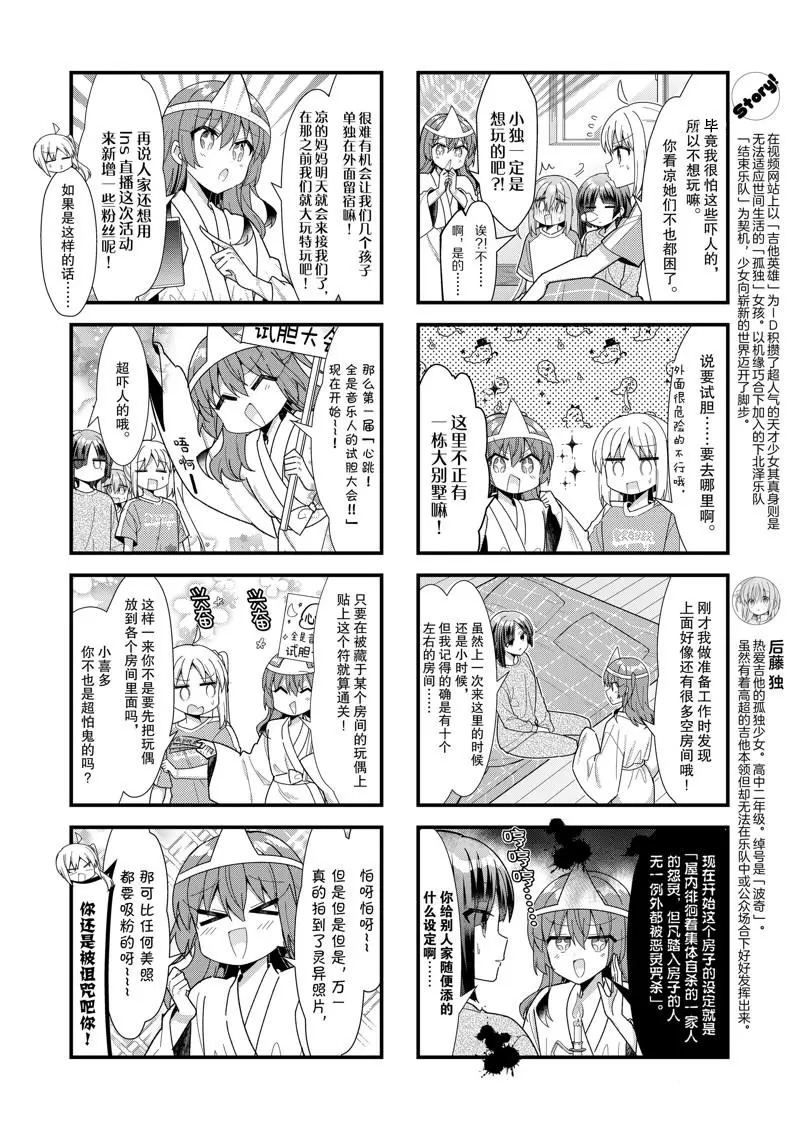 Story!
在视频网站上以「吉他英雄」为ID积攒了超人气的天才少女其真身则是
无法适应世间生活的「孤独」女孩。以机缘巧合下加入的下北泽乐队
「结束乐队」为契机，少女向崭新的世界迈开了脚步。
后藤 独
热爱吉他的孤独少女。高中二年级。绰号是「波奇」。
虽然有着高超的吉他本领但却无法在乐队中或公众场合下好好发挥出来。
毕竟我很怕这些吓人的，
所以不想玩嘛。
你看凉她们不也都困了。
小独一定是
想玩的吧?!
诶?!不…
啊，是的…
说要试胆……要去哪里啊。
外面很危险的不行哦。
这里不正有
一栋大别墅嘛！
刚才我做准备工作时发现
上面好像还有很多空房间哦！
虽然上一次来这里的时候
还是小时候，
但我记得的确是有十个
左右的房间……
现在开始这个房子的设定就是
「屋内徘徊着集体自杀的一家人
的怨灵，但凡踏入房子的人
无一例外都被恶灵咒杀」。
哼哼哼……
你给别人家随便添的
什么设定啊……
很难有机会让我们几个孩子
单独在外面留宿嘛！
凉的妈妈明天就会来接我们了，
在那之前我们就大玩特玩吧！
再说人家还想用
Ins直播这次活动
来新增一些粉丝呢！
如果是这样的话……
试胆大会
那么第一届「心跳！
全是音乐人的试胆大会!!」
现在开始~~！
唔
啊！
超吓人的哦。
只要在被藏于某个房间的玩偶上
贴上这个符就算通关！
心
全是音
试胆大
兴奋
兴奋
这样一来你不是要先把玩偶
放到各个房间里面吗，
小喜多
你不也是超怕鬼的吗？
怕呀怕呀~~
但是但是但是，万一
真的拍到了灵异照片，
那可比任何美照
都要吸粉的呀~~~
你还是被诅咒吧你！